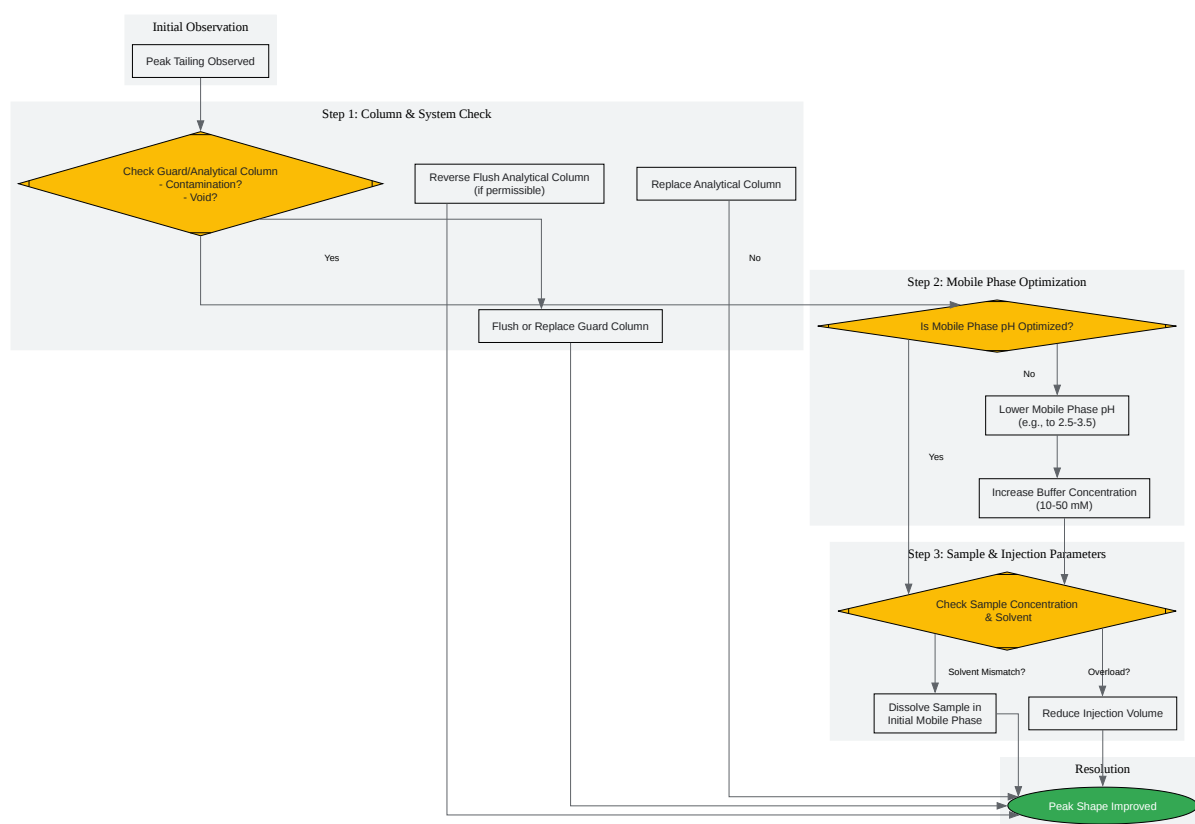 Initial Observation
Peak Tailing Observed
Step 1: Column & System Check
Check Guard/Analytical Column
- Contamination?
- Void?
Reverse Flush Analytical Column
(if permissible)
Replace Analytical Column
Yes
No
Flush or Replace Guard Column
Step 2: Mobile Phase Optimization
Is Mobile Phase pH Optimized?
No
Lower Mobile Phase pH
(e.g., to 2.5-3.5)
Yes
Increase Buffer Concentration
(10-50 mM)
Step 3: Sample & Injection Parameters
Check Sample Concentration
& Solvent
Solvent Mismatch?
Overload?
Dissolve Sample in
Initial Mobile Phase
Reduce Injection Volume
Resolution
Peak Shape Improved